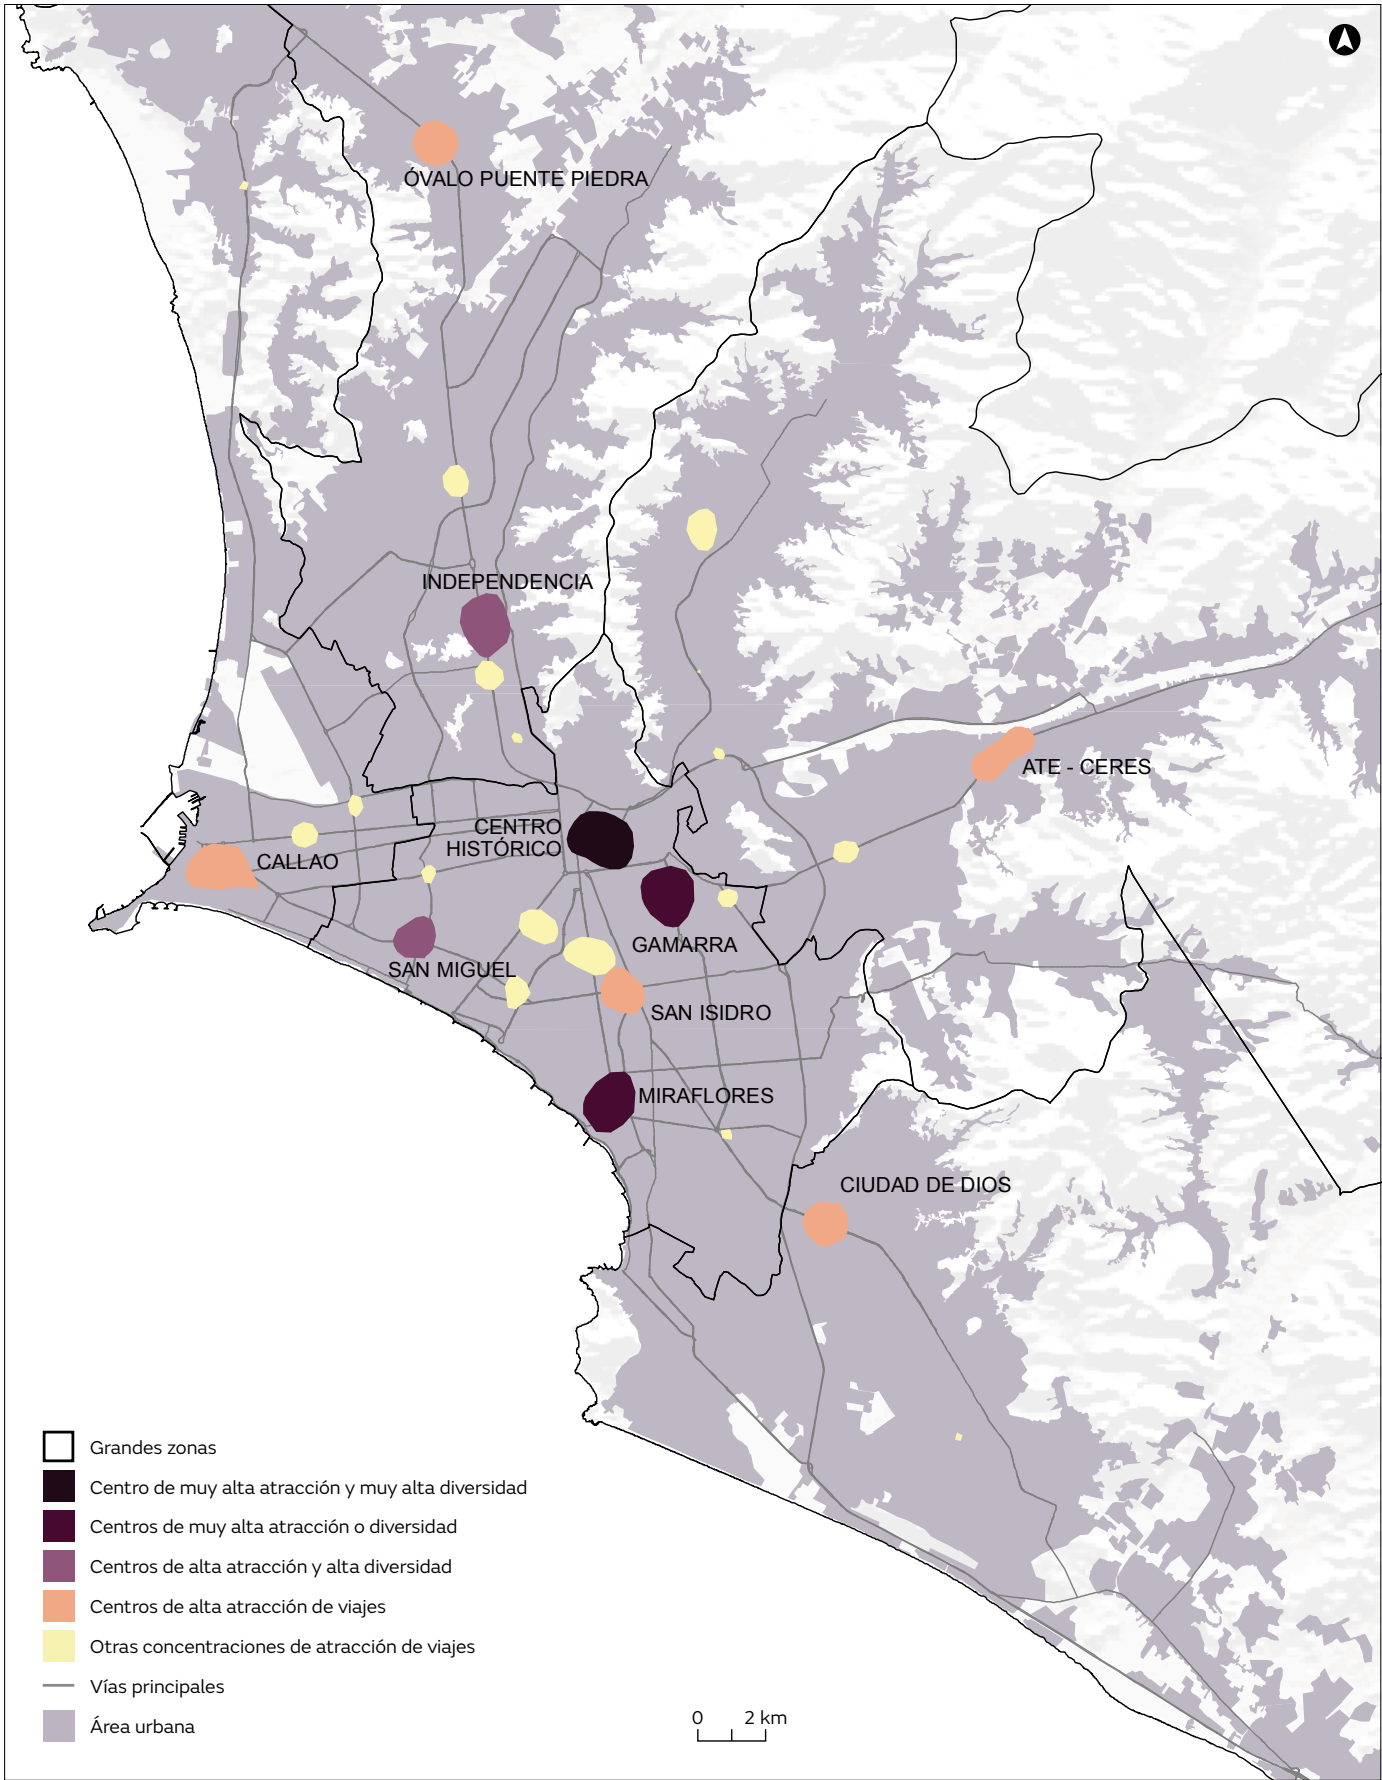 ÓVALO PUENTE PIEDRA
INDEPENDENCIA
ATE - CERES
CENTRO
HISTÓRICO
CALLAO
GAMARRA
SAN MIGUEL
SAN ISIDRO
MIRAFLORES
CIUDAD DE DIOS
Grandes zonas
Centro de muy alta atracción y muy alta diversidad
Centros de muy alta atracción o diversidad
Centros de alta atracción y alta diversidad
Centros de alta atracción de viajes
Otras concentraciones de atracción de viajes
Vías principales
Área urbana
0 2 km